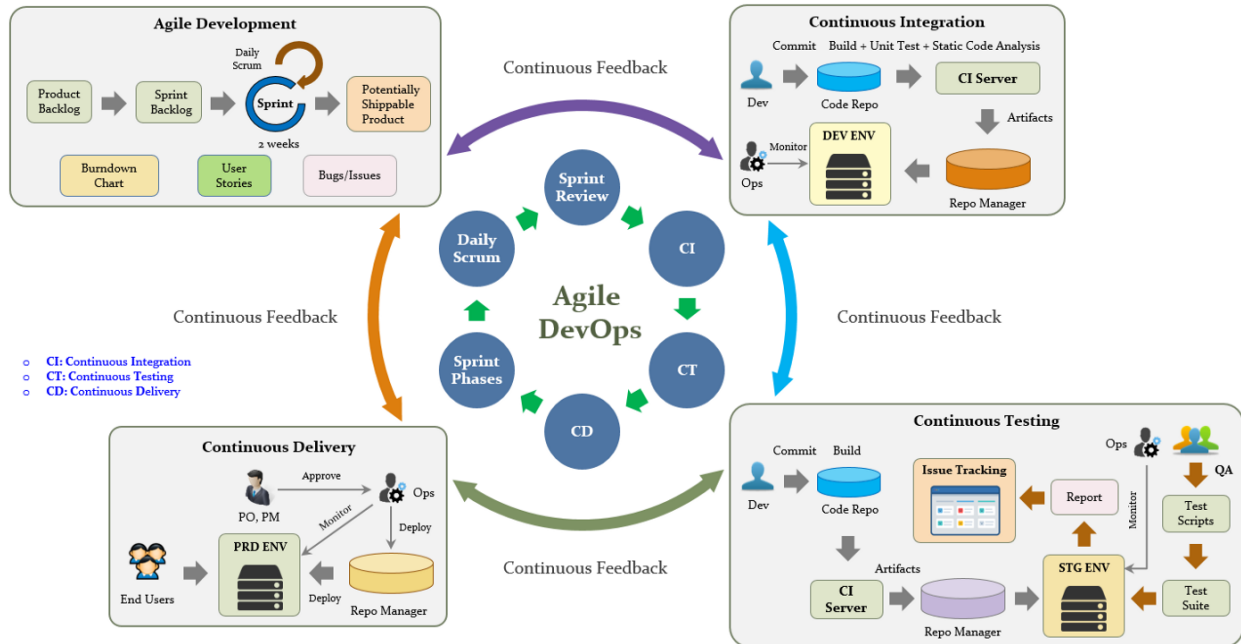 Agile Development
Daily
Scrum
Product
Backlog
Sprint
Backlog
Sprint
Potentially
Shippable
Product
2 weeks
Burndown
Chart
User
Stories
Bugs/Issues
Continuous Feedback
Continuous Integration
Commit
Build + Unit Test + Static Code Analysis
Dev
Code Repo
CI Server
Artifacts
DEV ENV
Monitor
Ops
Repo Manager
Sprint
Review
Daily
Scrum
CI
Agile
DevOps
Sprint
Phases
CT
CD
Continuous Feedback
Continuous Feedback
o CI: Continuous Integration
o CT: Continuous Testing
o CD: Continuous Delivery
Continuous Delivery
Approve
PO, PM
Ops
Monitor
Deploy
PRD ENV
End Users
Deploy
Repo Manager
Continuous Feedback
Continuous Testing
Commit
Build
Ops
Dev
Code Repo
Issue Tracking
Report
Monitor
QA
Test
Scripts
CI
Server
Artifacts
Repo Manager
STG ENV
Test
Suite